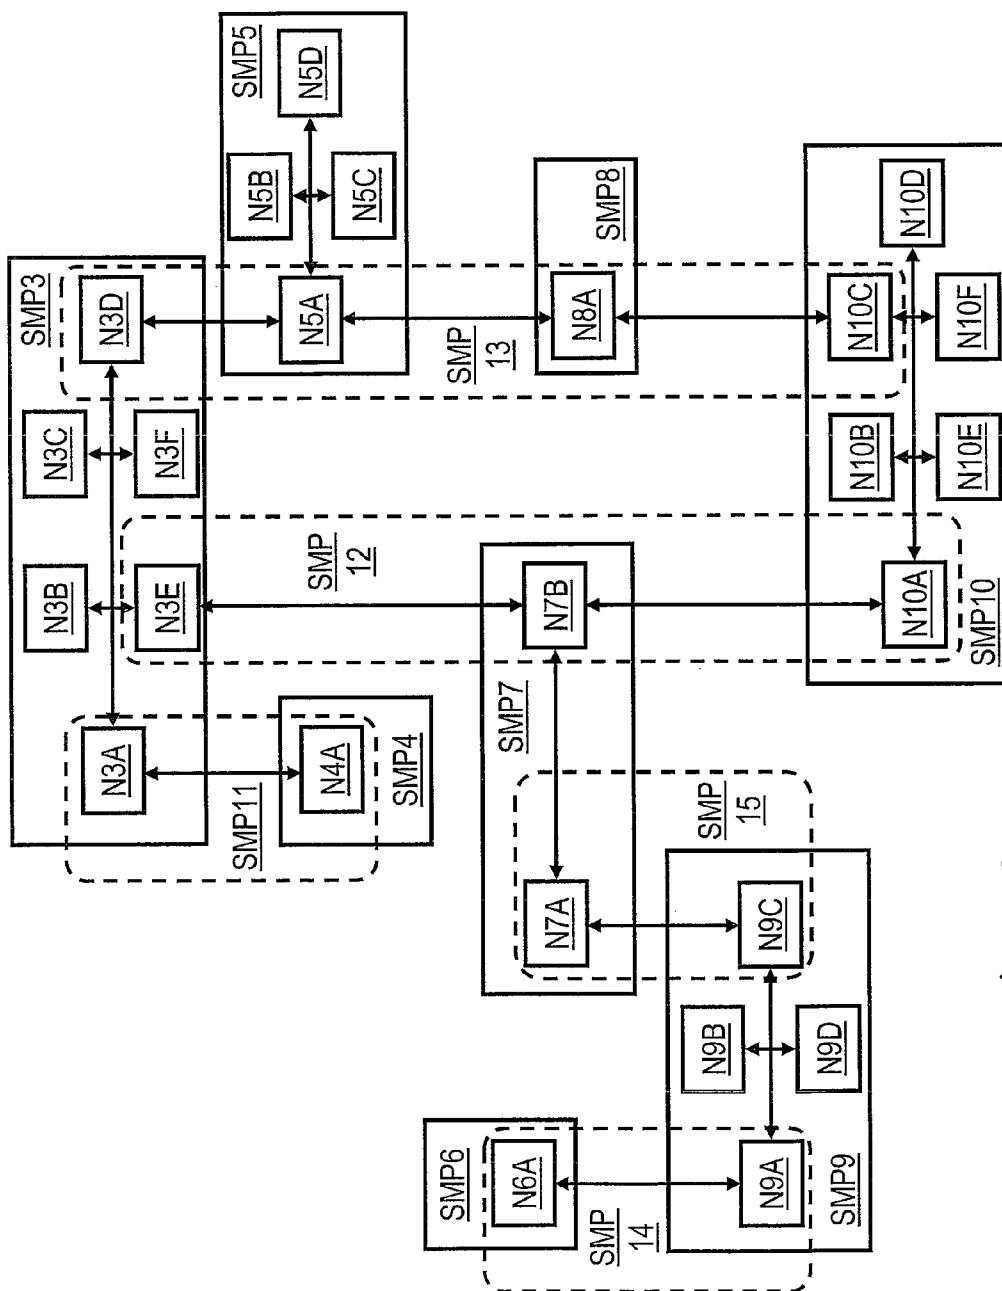 SMP3
N3A
N3B
N3C
N3D
N3E
N3F
SMP5
N5A
N5B
N5C
N5D
SMP11
N4A
SMP4
SMP
12
SMP
13
SMP7
N7A
N7B
N8A
SMP8
SMP6
N6A
SMP
14
SMP
15
N9A
N9B
N9C
N9D
SMP9
N10A
N10B
N10C
N10D
N10E
N10F
SMP10